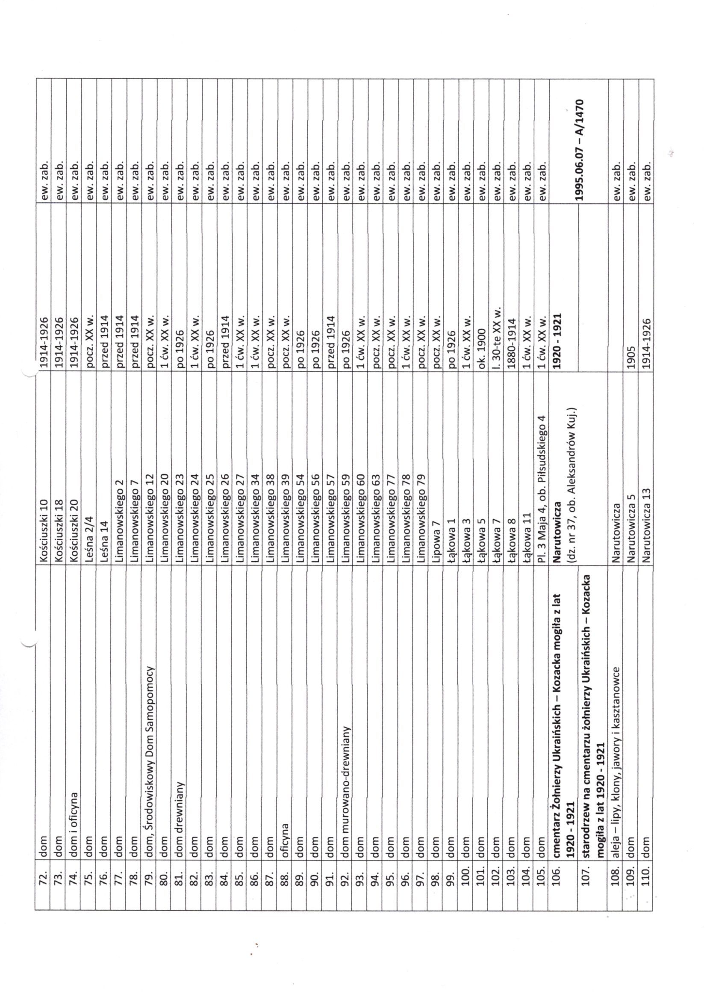 72. dom Kościuszki 10 1914-1926 ew. zab.
73. dom Kościuszki 18 1914-1926 ew. zab.
74. dom i oficyna Kościuszki 20 1914-1926 ew. zab.
75. dom Leśna 2/4 pocz. XX w. ew. zab.
76. dom Leśna 14 przed 1914 ew. zab.
77. dom Limanowskiego 2 przed 1914 ew. zab.
78. dom Limanowskiego 7 przed 1914 ew. zab.
79. dom, Środowiskowy Dom Samopomocy Limanowskiego 12 pocz. XX w. ew. zab.
80. dom Limanowskiego 20 1 ćw. XX w. ew. zab.
81. dom drewniany Limanowskiego 23 po 1926 ew. zab.
82. dom Limanowskiego 24 1 ćw. XX w. ew. zab.
83. dom Limanowskiego 25 po 1926 ew. zab.
84. dom Limanowskiego 26 przed 1914 ew. zab.
85. dom Limanowskiego 27 1 ćw. XX w. ew. zab.
86. dom Limanowskiego 34 1 ćw. XX w. ew. zab.
87. dom Limanowskiego 38 pocz. XX w. ew. zab.
88. oficyna Limanowskiego 39 pocz. XX w. ew. zab.
89. dom Limanowskiego 54 po 1926 ew. zab.
90. dom Limanowskiego 56 po 1926 ew. zab.
91. dom Limanowskiego 57 przed 1914 ew. zab.
92. dom murowano-drewniany Limanowskiego 59 po 1926 ew. zab.
93. dom Limanowskiego 60 1 ćw. XX w. ew. zab.
94. dom Limanowskiego 63 pocz. XX w. ew. zab.
95. dom Limanowskiego 77 pocz. XX w. ew. zab.
96. dom Limanowskiego 78 1 ćw. XX w. ew. zab.
97. dom Limanowskiego 79 pocz. XX w. ew. zab.
98. dom Lipowa 7 pocz. XX w. ew. zab.
99. dom Łąkowa 1 po 1926 ew. zab.
100. dom Łąkowa 3 1 ćw. XX w. ew. zab.
101. dom Łąkowa 5 ok. 1900 ew. zab.
102. dom Łąkowa 7 l. 30-te XX w. ew. zab.
103. dom Łąkowa 8 1880-1914 ew. zab.
104. dom Łąkowa 11 1 ćw. XX w. ew. zab.
105. dom Pl. 3 Maja 4, ob. Piłsudskiego 4 1 ćw. XX w. ew. zab.
106. cmentarz Żołnierzy Ukraińskich – Kozacka mogiła z lat Narutowicza 1920 - 1921
1920 - 1921 (dz. nr 37, ob. Aleksandrów Kuj.)
1995.06.07 – A/1470
107. starodrzew na cmentarzu żołnierzy Ukraińskich – Kozacka
mogiła z lat 1920 - 1921
108. aleja – lipy, klony, jawory i kasztanowce Narutowicza ew. zab.
109. dom Narutowicza 5 1905 ew. zab.
110. dom Narutowicza 13 1914-1926 ew. zab.